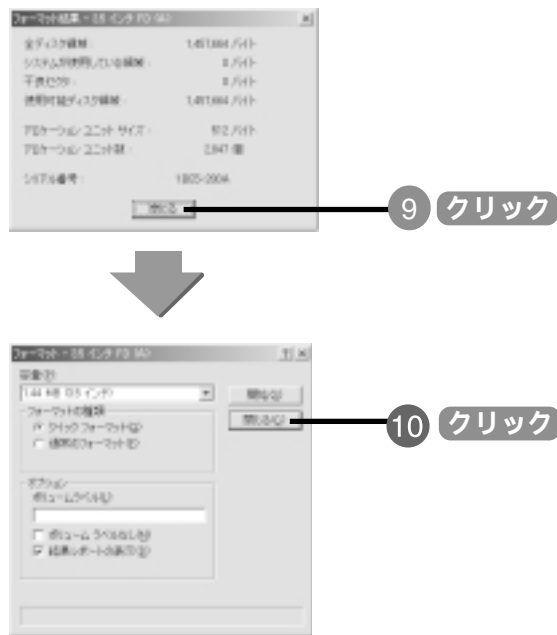 フォーマット結果 - 3.5 インチ FD (A)
全ディスク領域: 1,457,664 バイト
システムが使用している領域: 0 バイト
不良セクタ: 0 バイト
使用可能ディスク領域: 1,457,664 バイト
アロケーション ユニット サイズ: 512 バイト
アロケーション ユニット数: 2,847 個
シリアル番号:
閉じる
9 クリック
フォーマット - 3.5 インチ FD (A)
容量(P)
1.44 MB (3.5 インチ)
開始(S)
フォーマットの種類
閉じる(C)
10 クリック
クイック フォーマット(Q)
通常のフォーマット(E)
オプション
ボリュームラベル(L)
ボリューム ラベルなし(N)
結果レポートの表示(D)